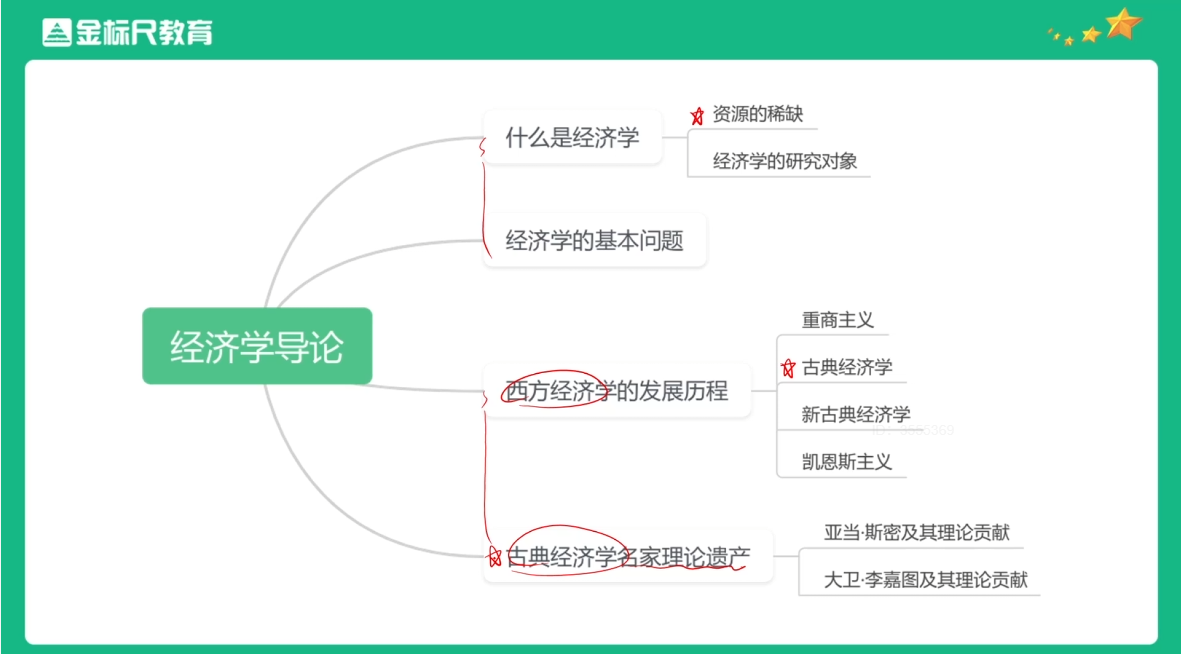 金标尺教育
什么是经济学
资源的稀缺
经济学的研究对象
经济学的基本问题
经济学导论
西方经济学的发展历程
重商主义
古典经济学
新古典经济学
凯恩斯主义
古典经济学名家理论遗产
亚当·斯密及其理论贡献
大卫·李嘉图及其理论贡献